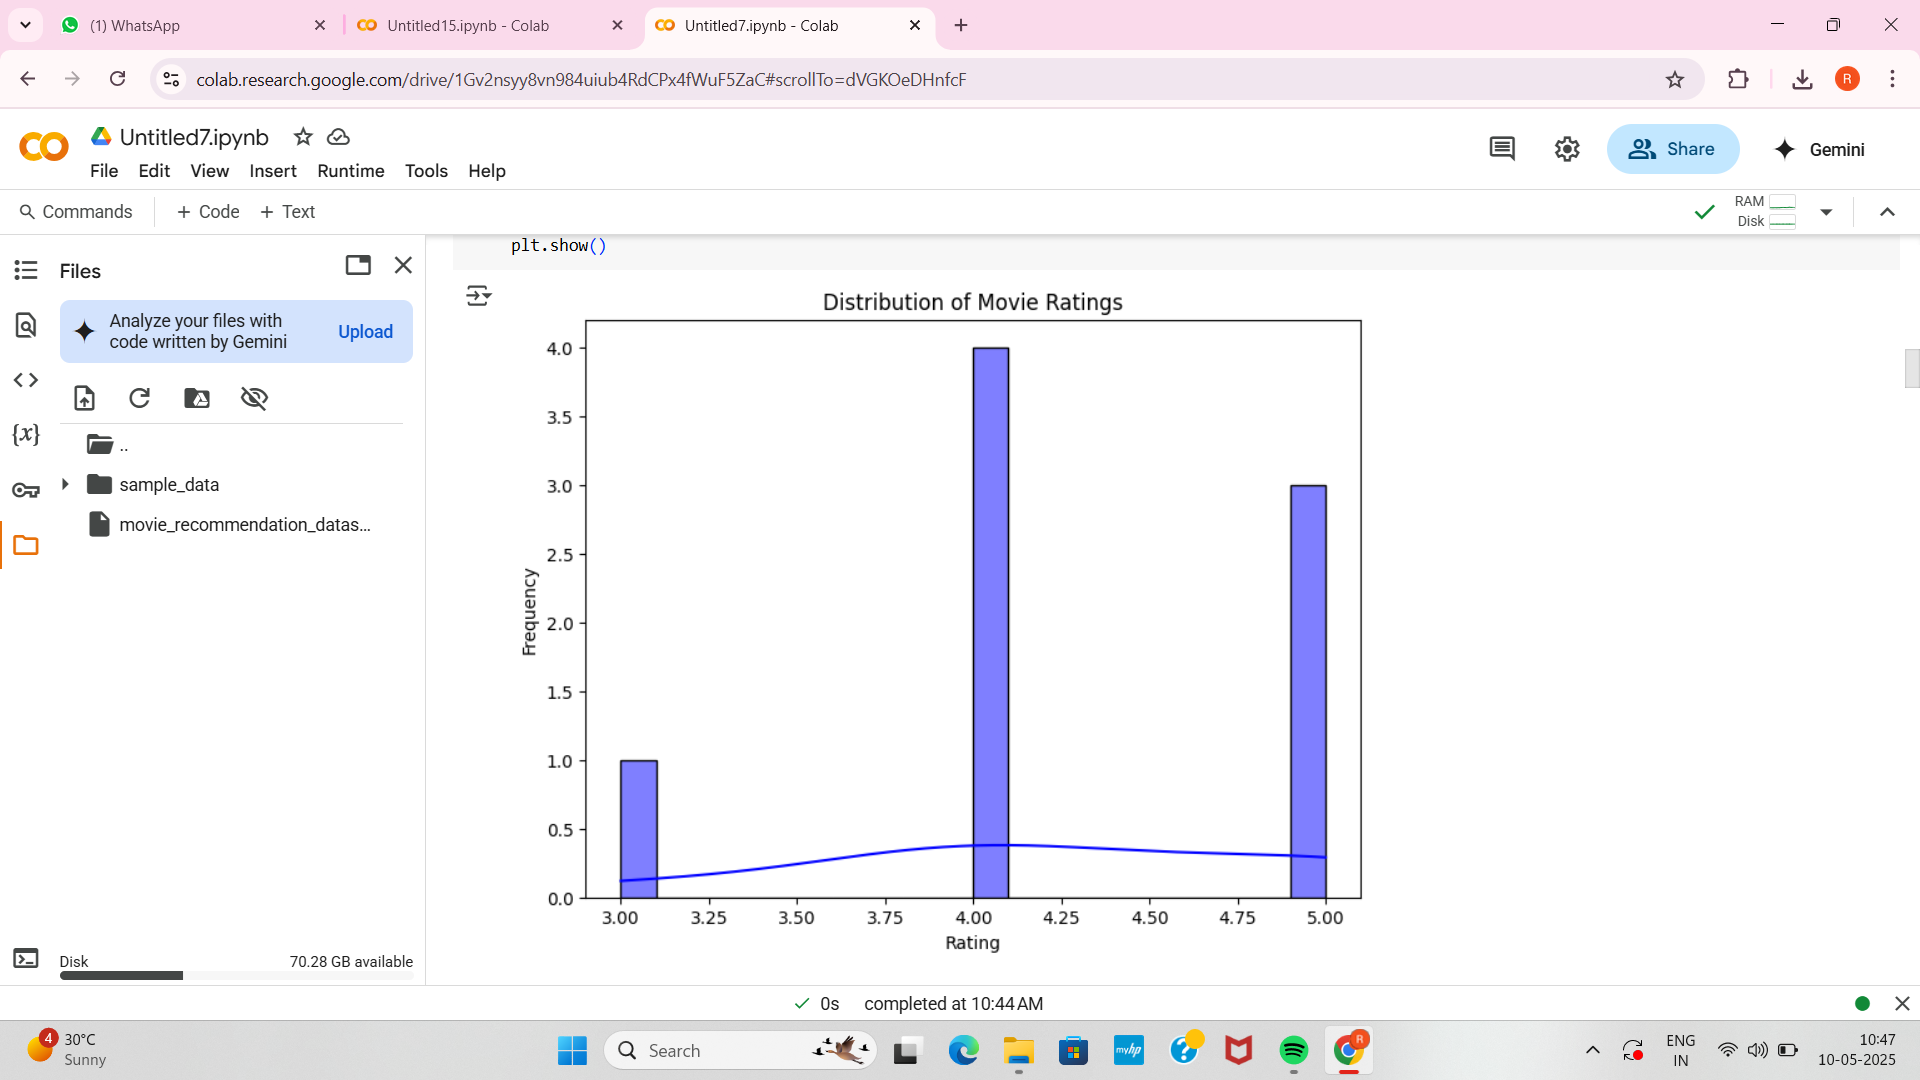 (1) WhatsApp
Untitled15.ipynb - Colab
Untitled7.ipynb - Colab
colab.research.google.com/drive/1Gv2nsyy8vn984uiub4RdCPx4fWuF5ZaC#scrollTo=dVGKOeDHnfcF
R
CO
Untitled7.ipynb
File Edit View Insert Runtime Tools Help
Share
Gemini
Commands
+ Code + Text
RAM
Disk
Files
Analyze your files with
code written by Gemini
Upload
{x}
..
sample_data
movie_recommendation_datas...
Disk
70.28 GB available
plt.show()
Distribution of Movie Ratings
4.0
3.5
3.0
2.5
2.0
1.5
1.0
0.5
0.0
Frequency
3.00 3.25 3.50 3.75 4.00 4.25 4.50 4.75 5.00
Rating
0s completed at 10:44 AM
4
30°C
Sunny
Search
myhp
?
R
ENG
IN
10:47
10-05-2025